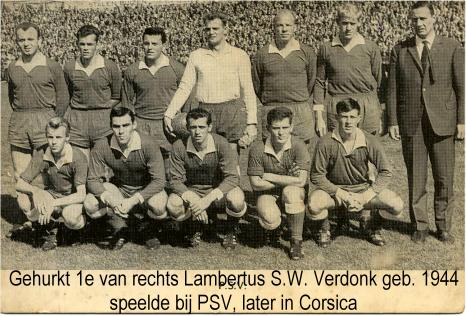 P.S.V.
Gehurkt 1e van rechts Lambertus S.W. Verdonk geb. 1944
speelde bij PSV, later in Corsica